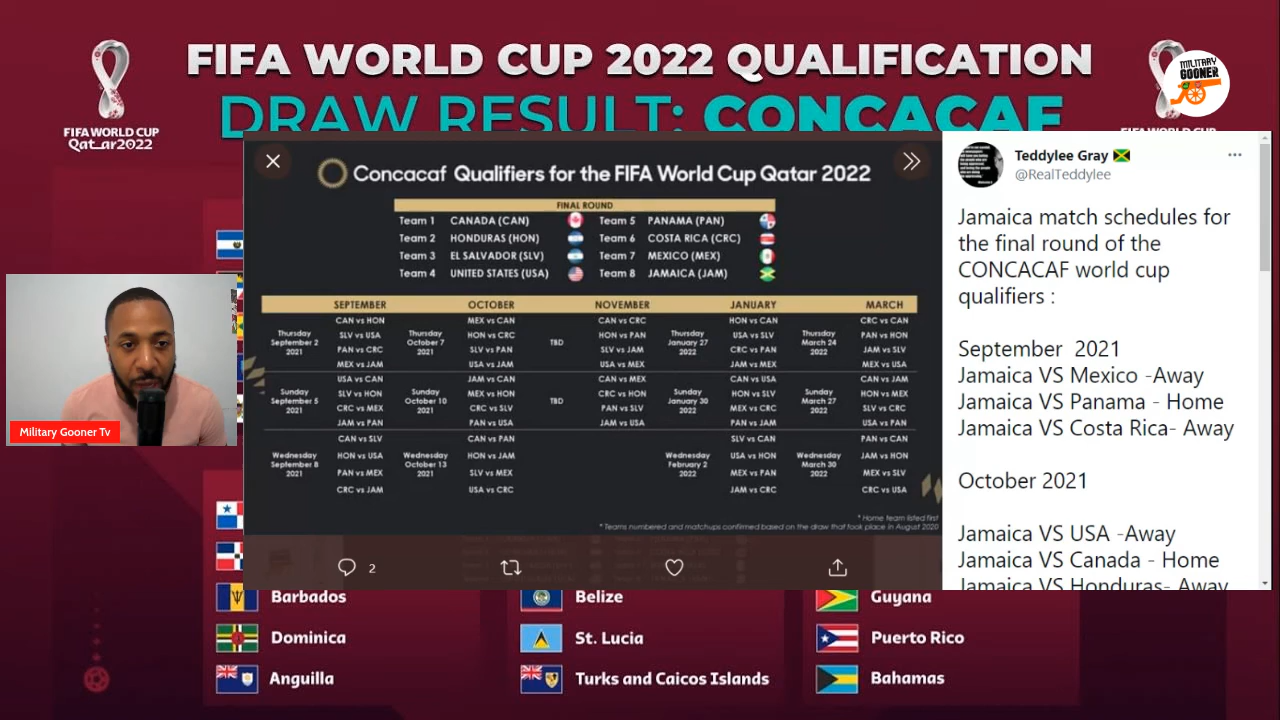 FIFA WORLD CUP 2022 QUALIFICATION
DRAW RESULT: CONCACAF
FIFA WORLD CUP
Qatar2022
MILITARY
GOONER
FIFA WORLD CUP
Concacaf Qualifiers for the FIFA World Cup Qatar 2022
FINAL ROUND
Team 1 CANADA (CAN) Team 5 PANAMA (PAN)
Team 2 HONDURAS (HON) Team 6 COSTA RICA (CRC)
Team 3 EL SALVADOR (SLV) Team 7 MEXICO (MEX)
Team 4 UNITED STATES (USA) Team 8 JAMAICA (JAM)
SEPTEMBER OCTOBER NOVEMBER JANUARY MARCH
Thursday September 2 2021
CAN vs HON
SLV vs USA
PAN vs CRC
MEX vs JAM
Thursday October 7 2021
MEX vs CAN
HON vs CRC
SLV vs PAN
USA vs JAM
TBD
CAN vs CRC
HON vs PAN
SLV vs JAM
USA vs MEX
Thursday January 27 2022
HON vs CAN
USA vs SLV
CRC vs PAN
JAM vs MEX
Thursday March 24 2022
CRC vs CAN
PAN vs HON
JAM vs SLV
MEX vs USA
Sunday September 5 2021
USA vs CAN
SLV vs HON
CRC vs MEX
JAM vs PAN
Sunday October 10 2021
JAM vs CAN
MEX vs HON
CRC vs SLV
PAN vs USA
TBD
CAN vs MEX
CRC vs HON
PAN vs SLV
JAM vs USA
Sunday January 30 2022
CAN vs USA
HON vs SLV
MEX vs CRC
PAN vs JAM
Sunday March 27 2022
CAN vs JAM
HON vs MEX
SLV vs CRC
USA vs PAN
Wednesday September 8 2021
CAN vs SLV
HON vs USA
PAN vs MEX
CRC vs JAM
Wednesday October 13 2021
CAN vs PAN
HON vs JAM
SLV vs MEX
USA vs CRC
Wednesday February 2 2022
SLV vs CAN
USA vs HON
MEX vs PAN
JAM vs CRC
Wednesday March 30 2022
PAN vs CAN
JAM vs HON
MEX vs SLV
CRC vs USA
* Home team listed first
* Teams numbered and matchups confirmed based on the draw that took place in August 2020
2
Teddylee Gray
@RealTeddylee
Jamaica match schedules for
the final round of the
CONCACAF world cup
qualifiers :
September 2021
Jamaica VS Mexico -Away
Jamaica VS Panama - Home
Jamaica VS Costa Rica- Away
October 2021
Jamaica VS USA -Away
Jamaica VS Canada - Home
Jamaica VS Honduras- Away
Military Gooner Tv
Barbados Belize Guyana
Dominica St. Lucia Puerto Rico
Anguilla Turks and Caicos Islands Bahamas